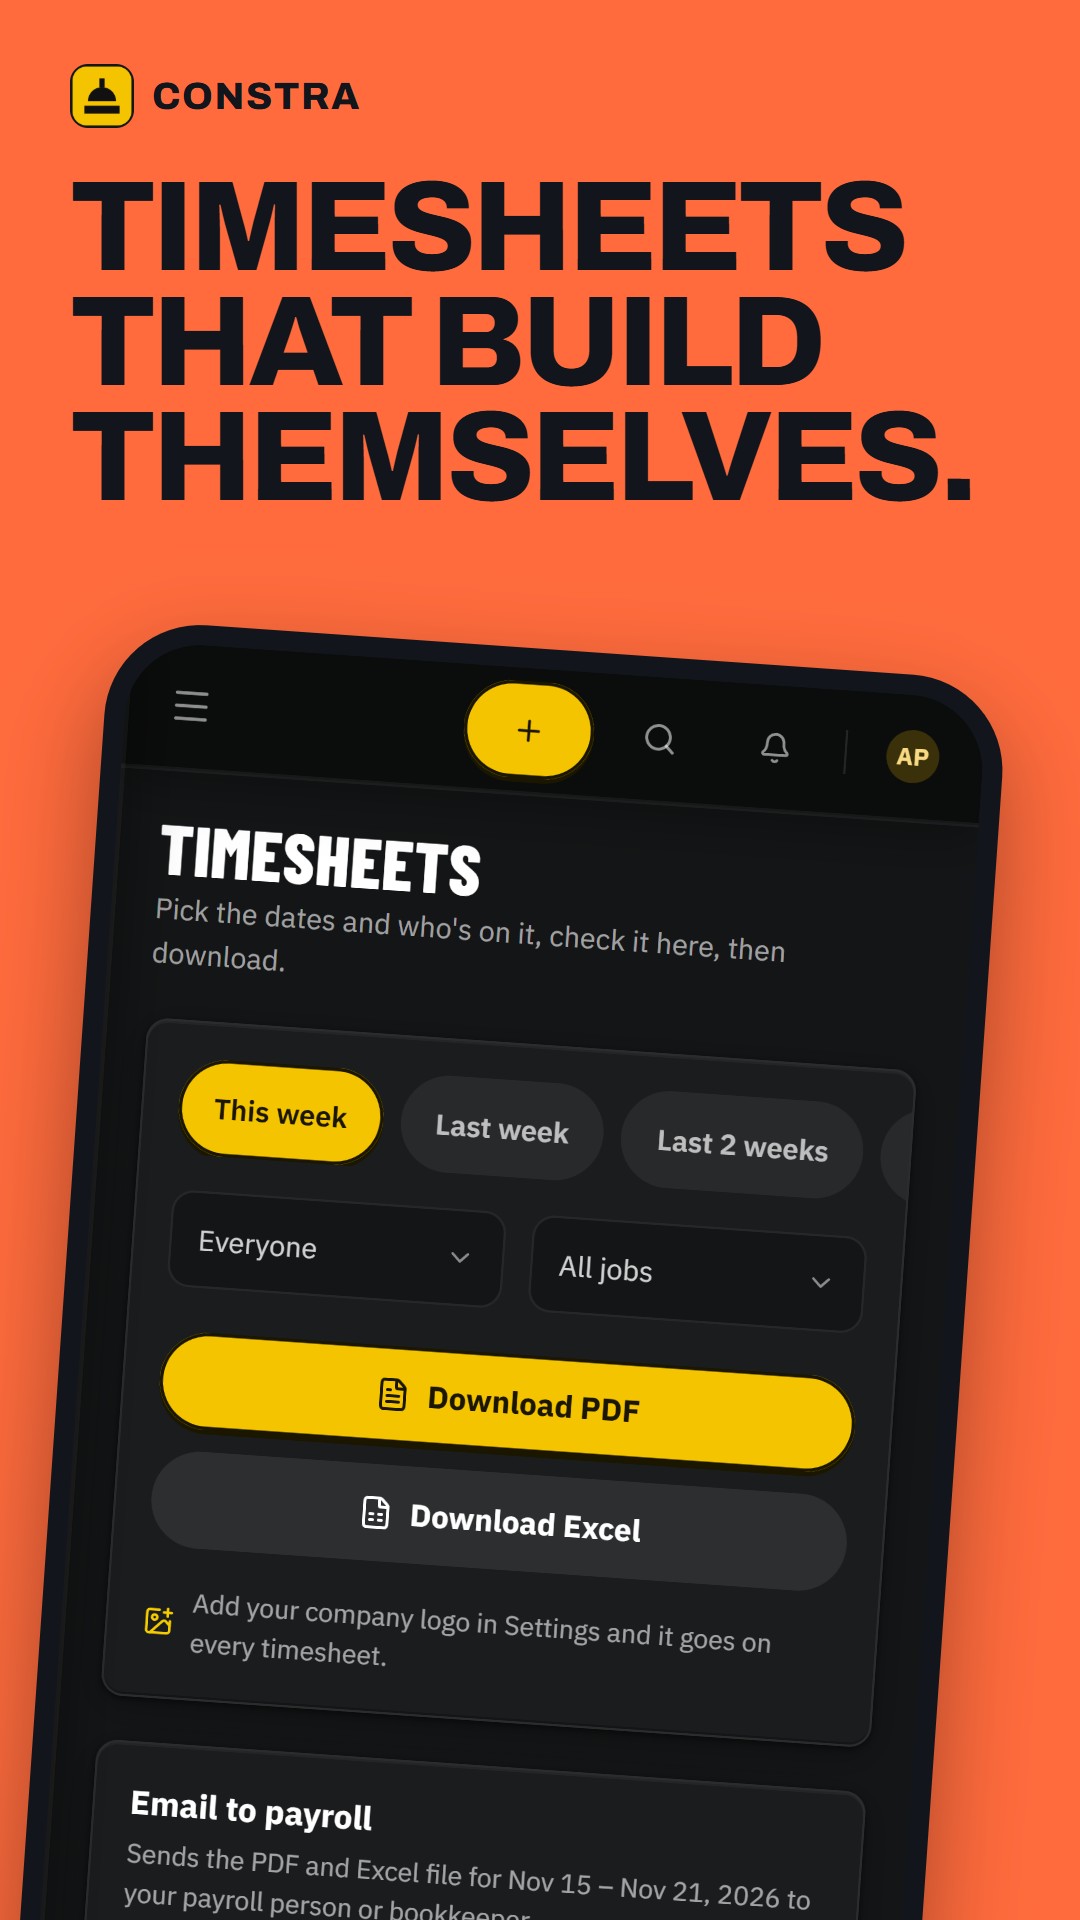 CONSTRA
TIMESHEETS
THAT BUILD
THEMSELVES.
AP
TIMESHEETS
Pick the dates and who's on it, check it here, then
download.
This week
Last week
Last 2 weeks
Everyone
All jobs
Download PDF
Download Excel
Add your company logo in Settings and it goes on
every timesheet.
Email to payroll
Sends the PDF and Excel file for Nov 15 – Nov 21, 2026 to
your payroll person or bookkeeper